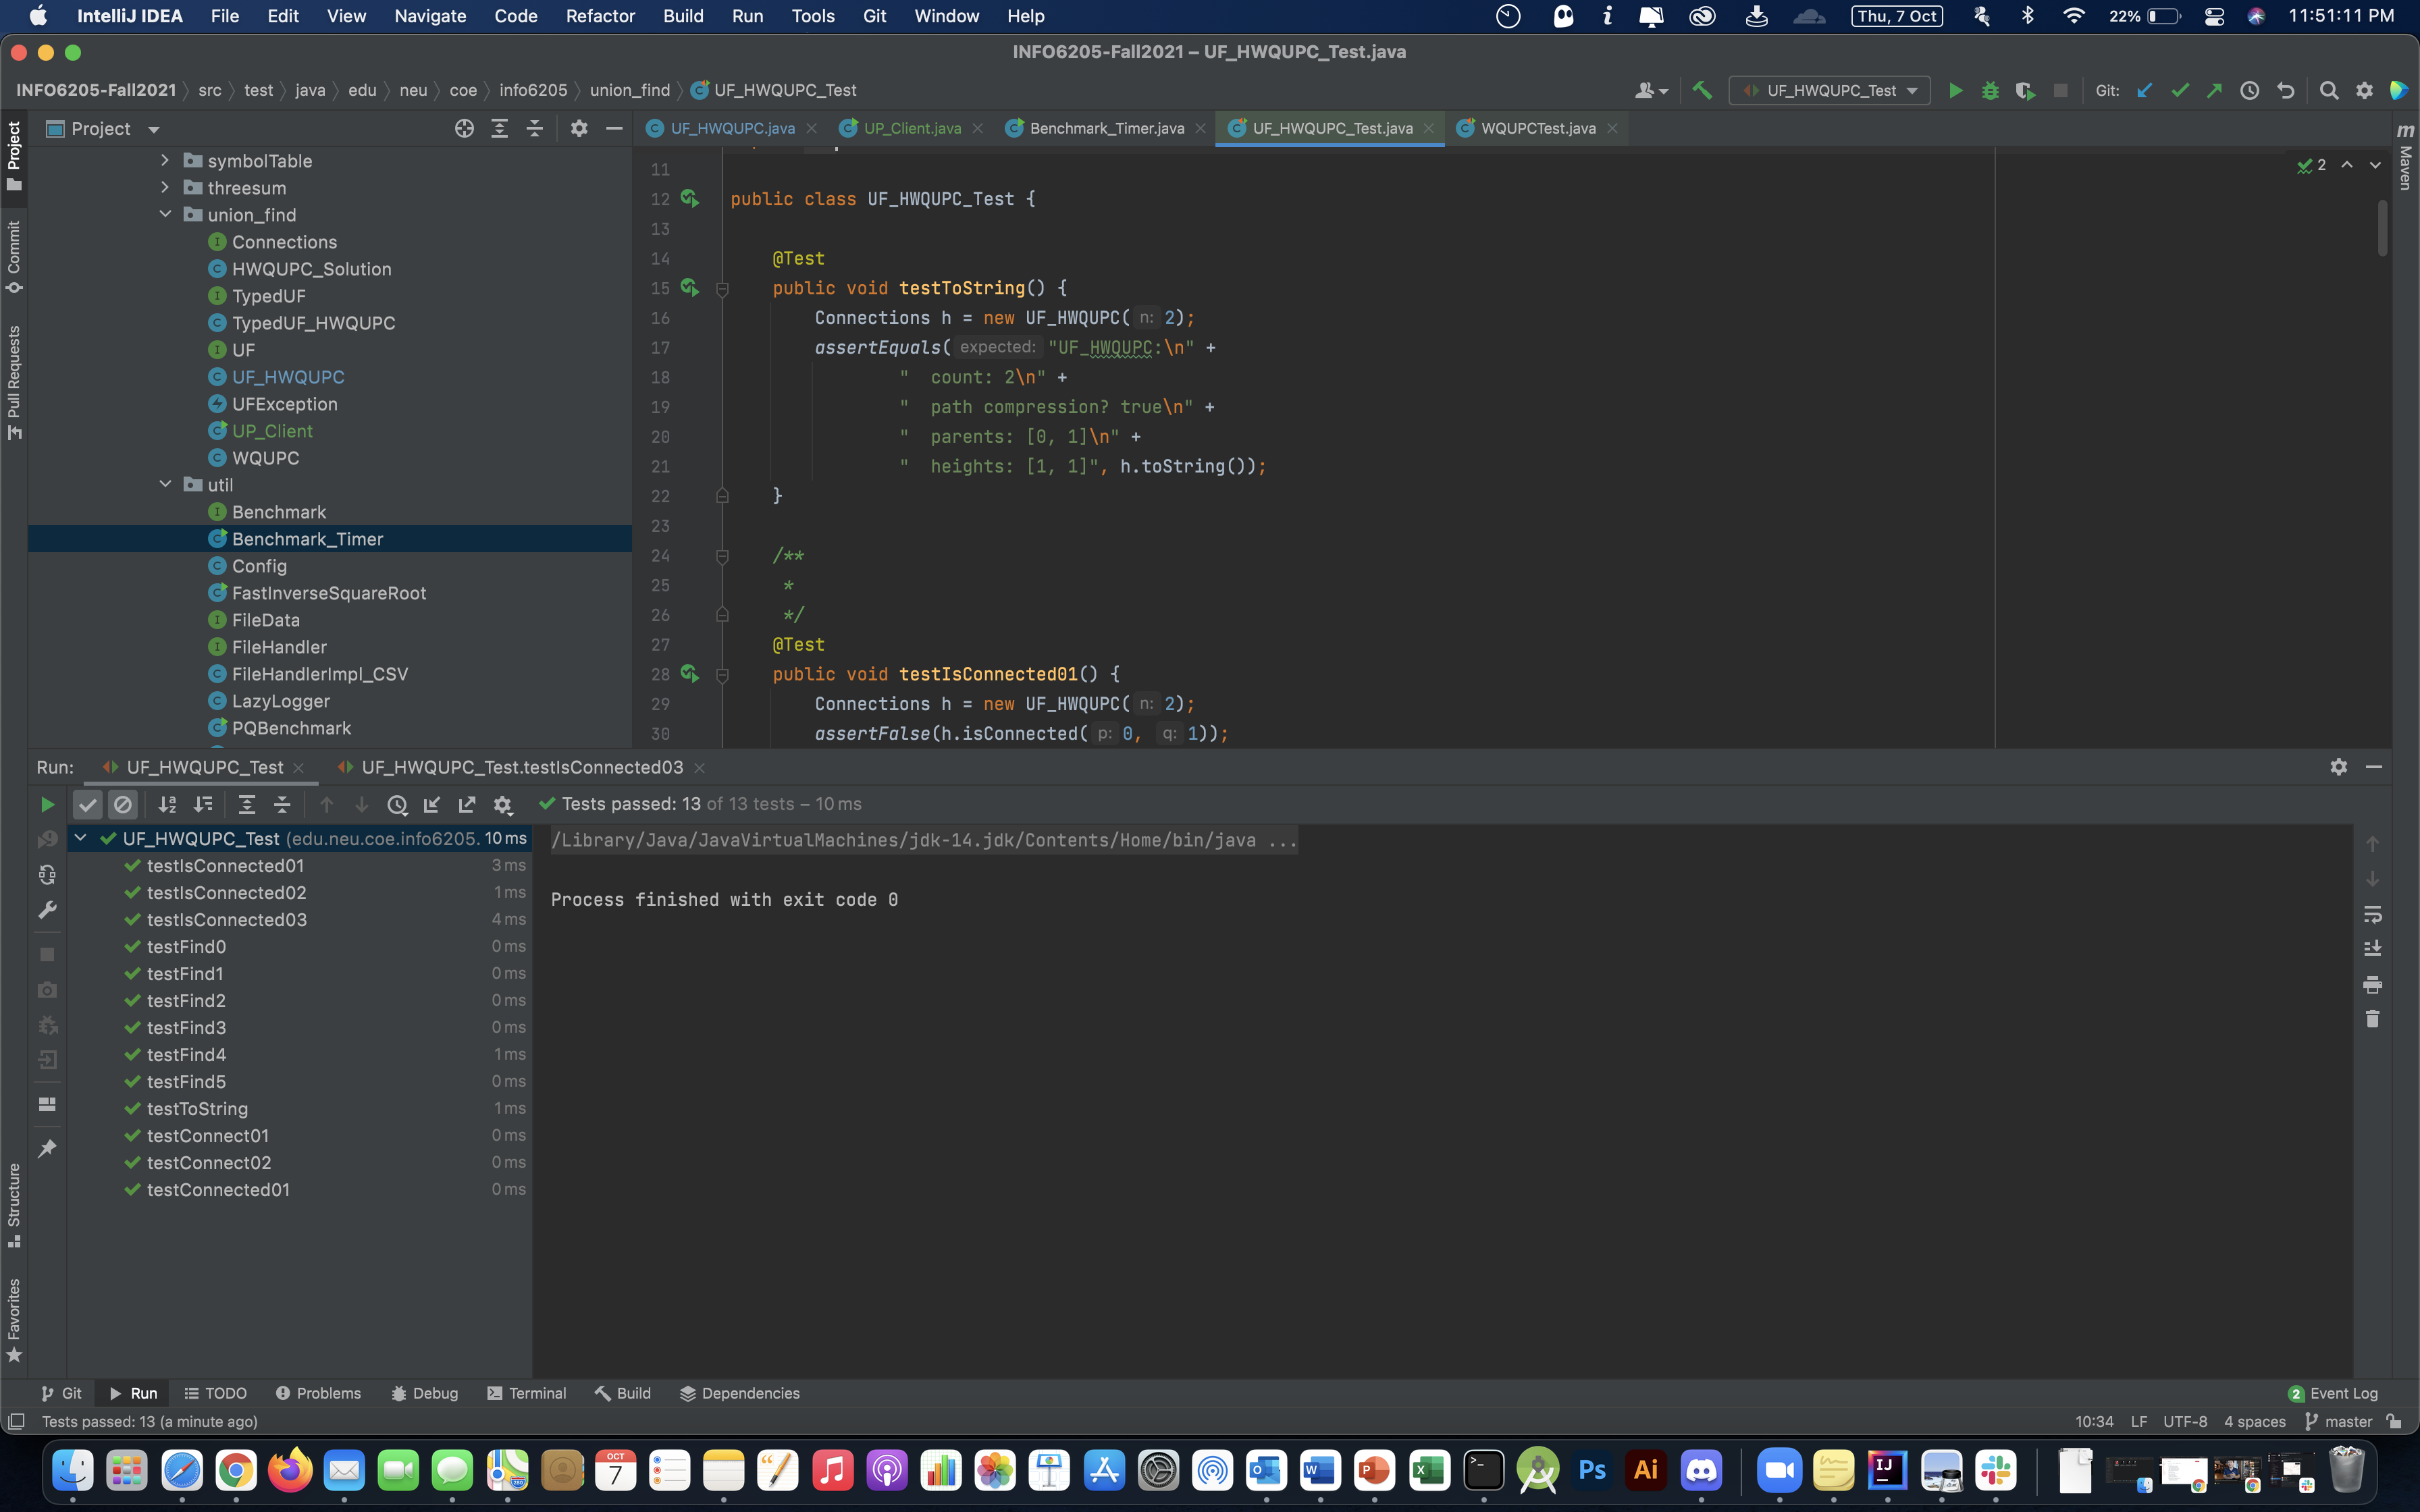 IntelliJ IDEA File Edit View Navigate Code Refactor Build Run Tools Git Window Help Thu, 7 Oct 22% 11:51:11 PM
INFO6205-Fall2021 – UF_HWQUPC_Test.java
INFO6205-Fall2021 src test java edu neu coe info6205 union_find UF_HWQUPC_Test UF_HWQUPC_Test Git:
Project
UF_HWQUPC.java UP_Client.java Benchmark_Timer.java UF_HWQUPC_Test.java WQUPCTest.java
Project
Commit
Pull Requests
Structure
Favorites
Maven
symbolTable
threesum
union_find
Connections
HWQUPC_Solution
TypedUF
TypedUF_HWQUPC
UF
UF_HWQUPC
UFException
UP_Client
WQUPC
util
Benchmark
Benchmark_Timer
Config
FastInverseSquareRoot
FileData
FileHandler
FileHandlerImpl_CSV
LazyLogger
PQBenchmark
2
11
12 public class UF_HWQUPC_Test {
13
14 @Test
15 public void testToString() {
16 Connections h = new UF_HWQUPC( n: 2);
17 assertEquals( expected: "UF_HWQUPC:\n" +
18 "  count: 2\n" +
19 "  path compression? true\n" +
20 "  parents: [0, 1]\n" +
21 "  heights: [1, 1]", h.toString());
22 }
23
24 /**
25 *
26 */
27 @Test
28 public void testIsConnected01() {
29 Connections h = new UF_HWQUPC( n: 2);
30 assertFalse(h.isConnected( p: 0, q: 1));
Run: UF_HWQUPC_Test UF_HWQUPC_Test.testIsConnected03
Tests passed: 13 of 13 tests – 10 ms
UF_HWQUPC_Test (edu.neu.coe.info6205. 10 ms
testIsConnected01 3 ms
testIsConnected02 1 ms
testIsConnected03 4 ms
testFind0 0 ms
testFind1 0 ms
testFind2 0 ms
testFind3 0 ms
testFind4 1 ms
testFind5 0 ms
testToString 1 ms
testConnect01 0 ms
testConnect02 0 ms
testConnected01 0 ms
/Library/Java/JavaVirtualMachines/jdk-14.jdk/Contents/Home/bin/java ...
Process finished with exit code 0
Git Run TODO Problems Debug Terminal Build Dependencies 2 Event Log
Tests passed: 13 (a minute ago) 10:34 LF UTF-8 4 spaces master
OCT
7
Ps Ai IJ